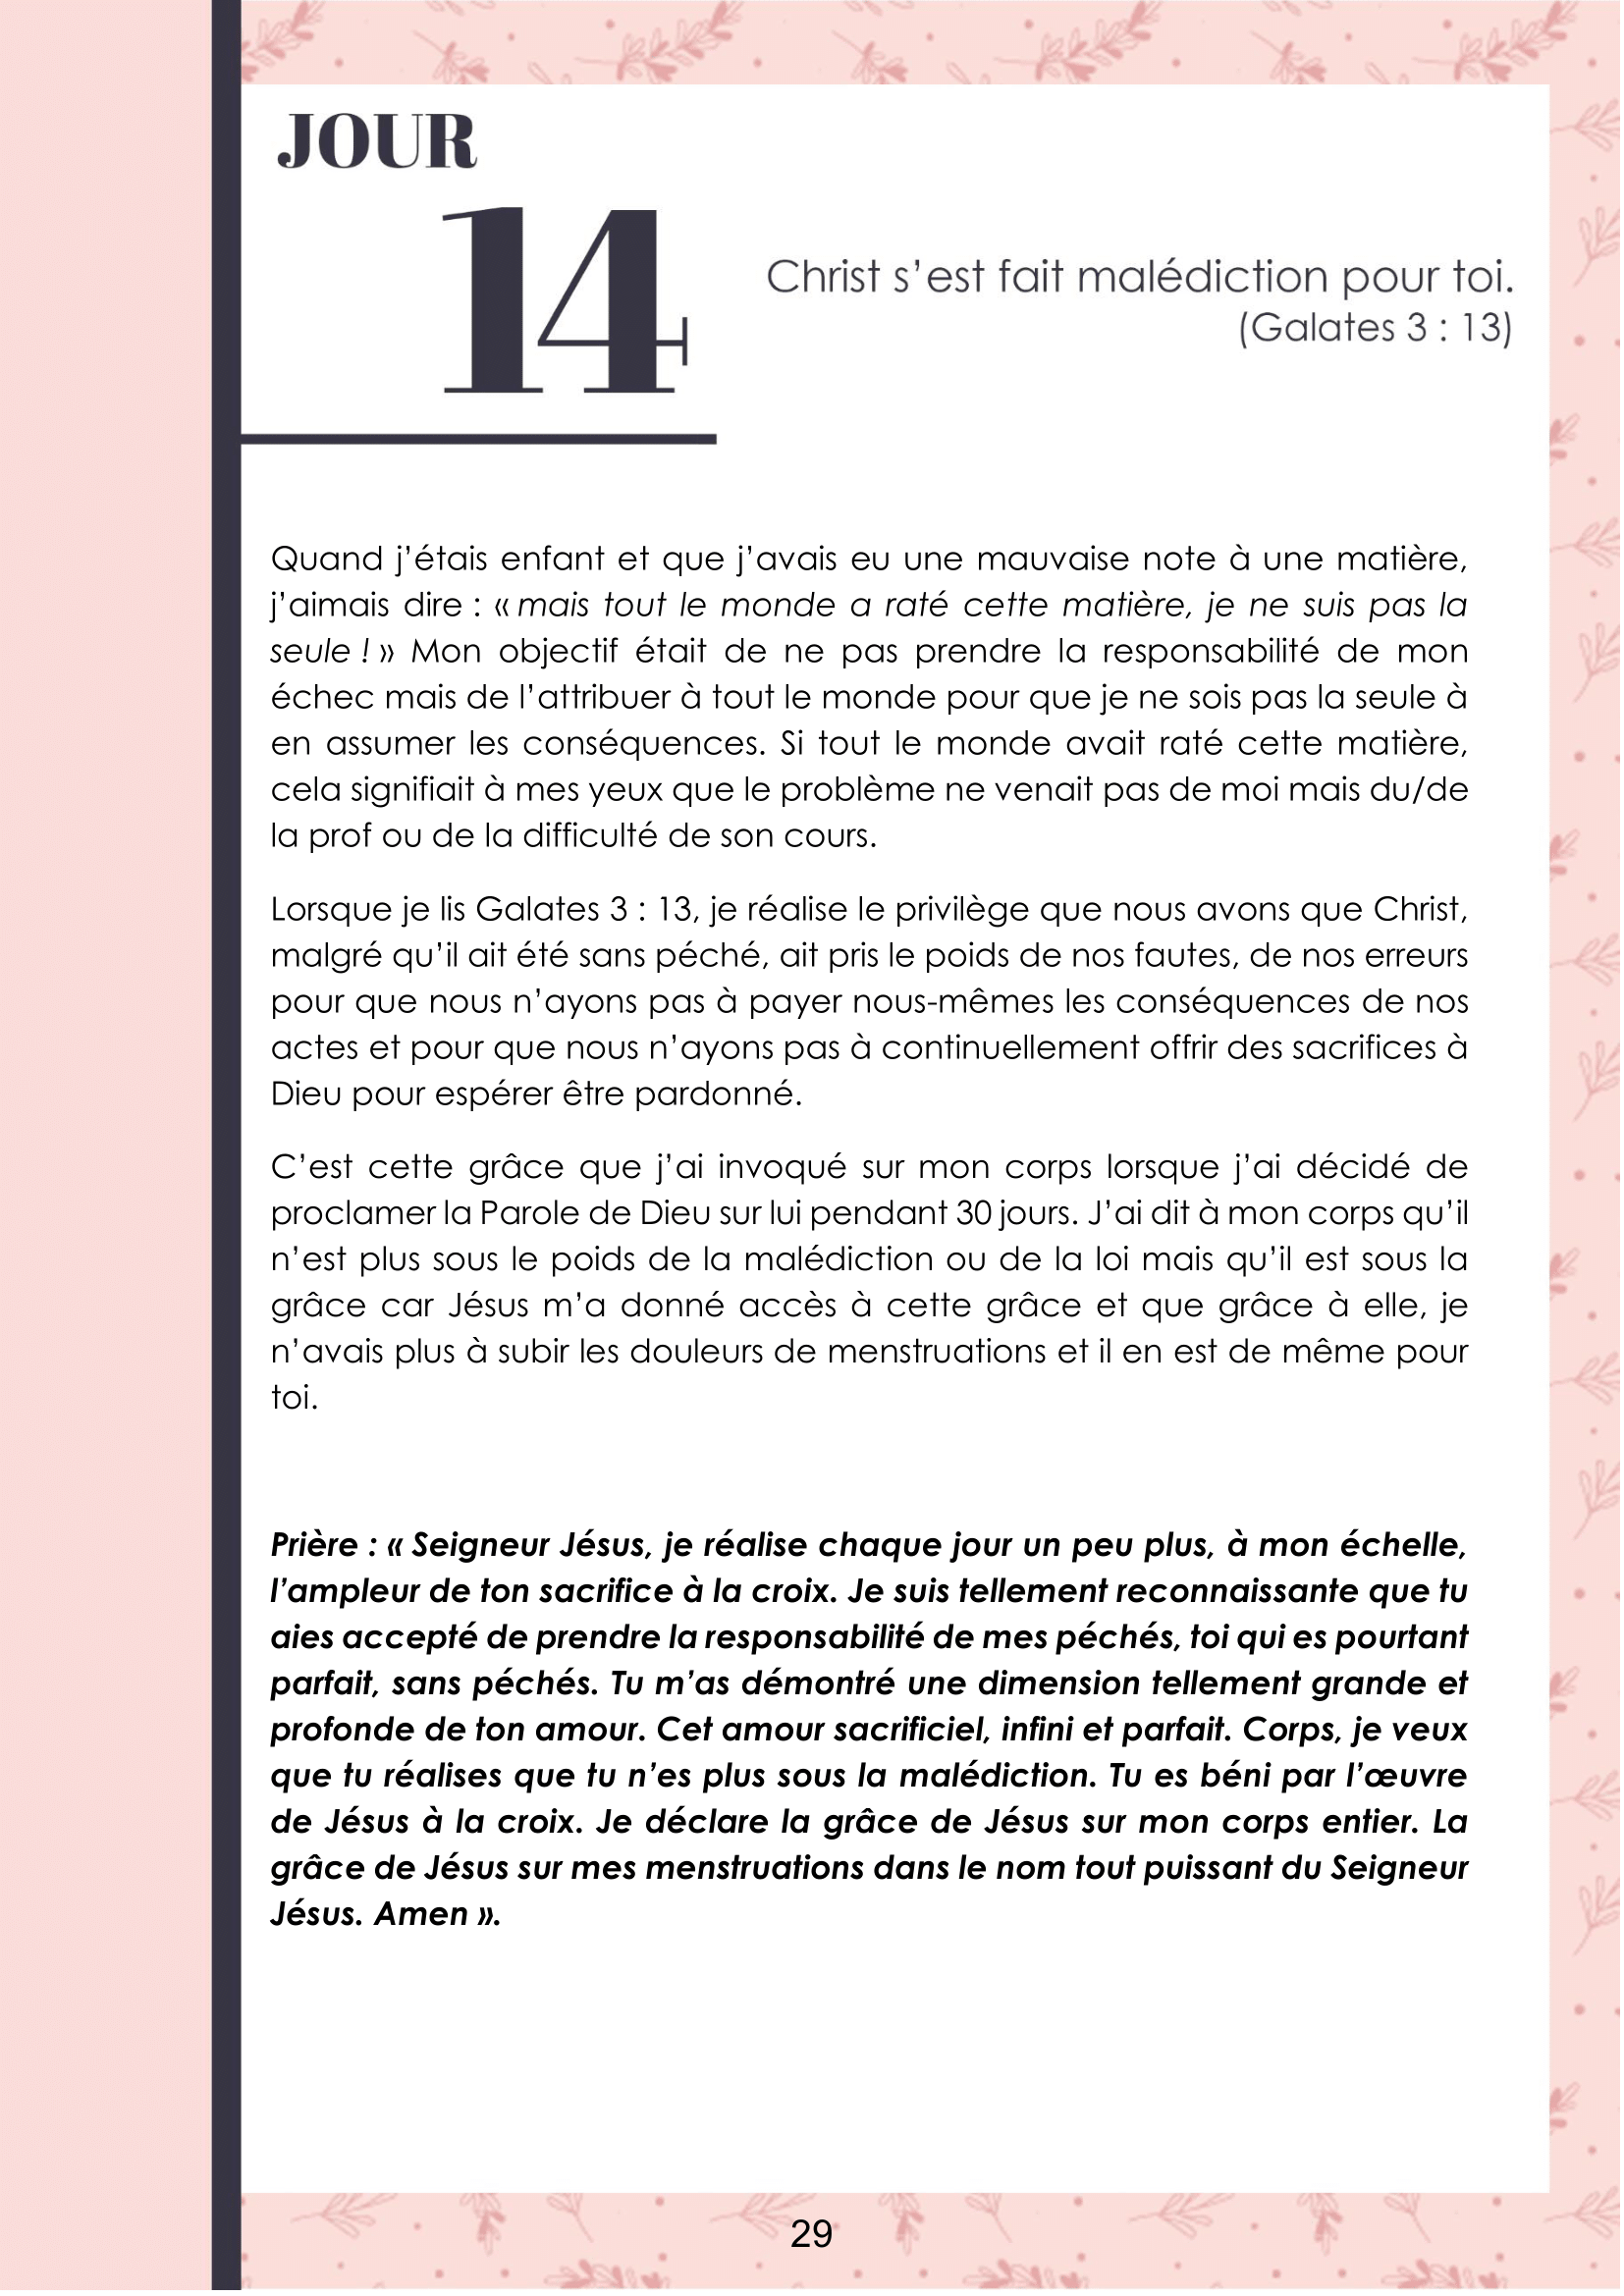 JOUR
14
Christ s’est fait malédiction pour toi.
(Galates 3 : 13)
Quand j’étais enfant et que j’avais eu une mauvaise note à une matière,
j’aimais dire : « mais tout le monde a raté cette matière, je ne suis pas la
seule ! » Mon objectif était de ne pas prendre la responsabilité de mon
échec mais de l’attribuer à tout le monde pour que je ne sois pas la seule à
en assumer les conséquences. Si tout le monde avait raté cette matière,
cela signifiait à mes yeux que le problème ne venait pas de moi mais du/de
la prof ou de la difficulté de son cours.
Lorsque je lis Galates 3 : 13, je réalise le privilège que nous avons que Christ,
malgré qu’il ait été sans péché, ait pris le poids de nos fautes, de nos erreurs
pour que nous n’ayons pas à payer nous-mêmes les conséquences de nos
actes et pour que nous n’ayons pas à continuellement offrir des sacrifices à
Dieu pour espérer être pardonné.
C’est cette grâce que j’ai invoqué sur mon corps lorsque j’ai décidé de
proclamer la Parole de Dieu sur lui pendant 30 jours. J’ai dit à mon corps qu’il
n’est plus sous le poids de la malédiction ou de la loi mais qu’il est sous la
grâce car Jésus m’a donné accès à cette grâce et que grâce à elle, je
n’avais plus à subir les douleurs de menstruations et il en est de même pour
toi.
Prière : « Seigneur Jésus, je réalise chaque jour un peu plus, à mon échelle,
l’ampleur de ton sacrifice à la croix. Je suis tellement reconnaissante que tu
aies accepté de prendre la responsabilité de mes péchés, toi qui es pourtant
parfait, sans péchés. Tu m’as démontré une dimension tellement grande et
profonde de ton amour. Cet amour sacrificiel, infini et parfait. Corps, je veux
que tu réalises que tu n’es plus sous la malédiction. Tu es béni par l’œuvre
de Jésus à la croix. Je déclare la grâce de Jésus sur mon corps entier. La
grâce de Jésus sur mes menstruations dans le nom tout puissant du Seigneur
Jésus. Amen ».
29